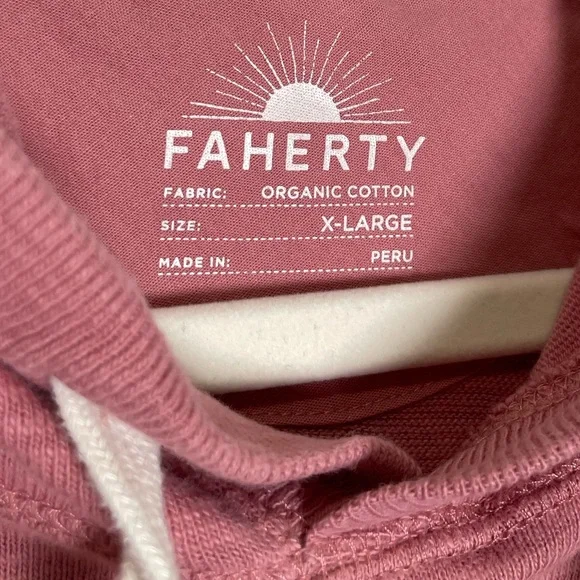 FAHERTY
FABRIC: ORGANIC COTTON
SIZE: X-LARGE
MADE IN: PERU